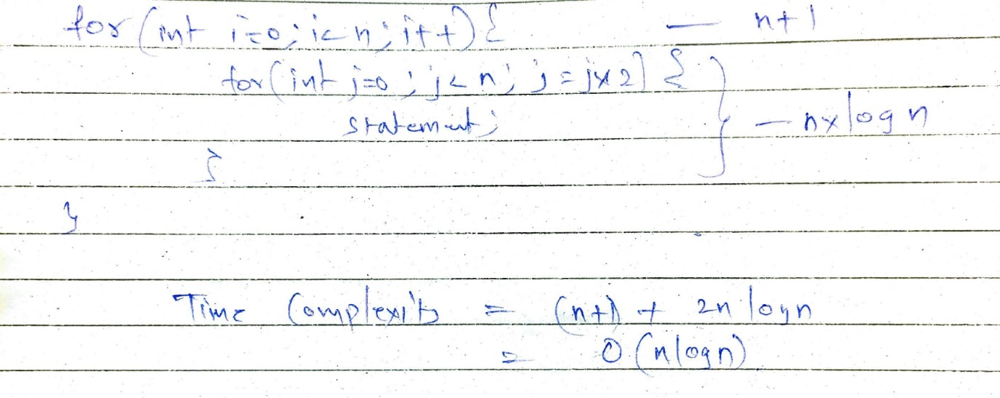 for (int i=0; i<n; i++) { — n+1
for (int j=0; j<n; j=j×2] {
statement; } — n×log n
}
}
Time Complexity = (n+1) + 2n logn
= O(nlogn)